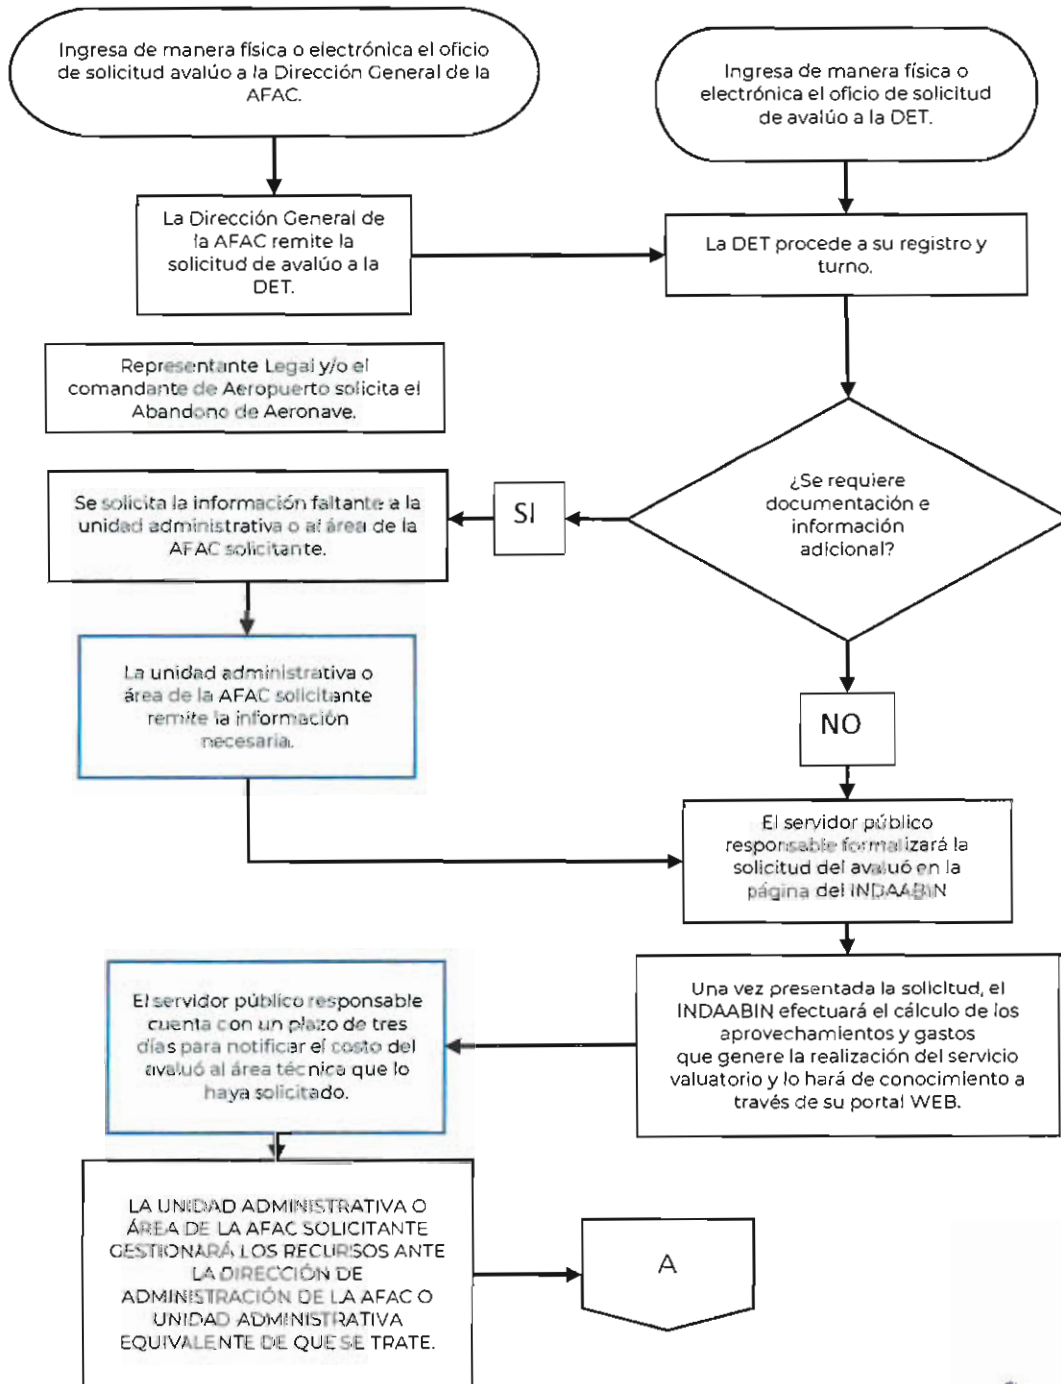 Ingresa de manera física o electrónica el oficio
de solicitud avalúo a la Dirección General de la
AFAC.
Ingresa de manera física o
electrónica el oficio de solicitud
de avalúo a la DET.
La Dirección General de
la AFAC remite la
solicitud de avalúo a la
DET.
La DET procede a su registro y
turno.
Representante Legal y/o el
comandante de Aeropuerto solicita el
Abandono de Aeronave.
¿Se requiere
documentación e
información
adicional?
Se solicita la información faltante a la
unidad administrativa o al área de la
AFAC solicitante.
SI
La unidad administrativa o
área de la AFAC solicitante
remite la información
necesaria.
NO
El servidor público
responsable formalizará la
solicitud del avaluó en la
página del INDAABIN
Una vez presentada la solicitud, el
INDAABIN efectuará el cálculo de los
aprovechamientos y gastos
que genere la realización del servicio
valuatorio y lo hará de conocimiento a
través de su portal WEB.
El servidor público responsable
cuenta con un plazo de tres
días para notificar el costo del
avaluó al área técnica que lo
haya solicitado.
LA UNIDAD ADMINISTRATIVA O
ÁREA DE LA AFAC SOLICITANTE
GESTIONARÁ LOS RECURSOS ANTE
LA DIRECCIÓN DE
ADMINISTRACIÓN DE LA AFAC O
UNIDAD ADMINISTRATIVA
EQUIVALENTE DE QUE SE TRATE.
A